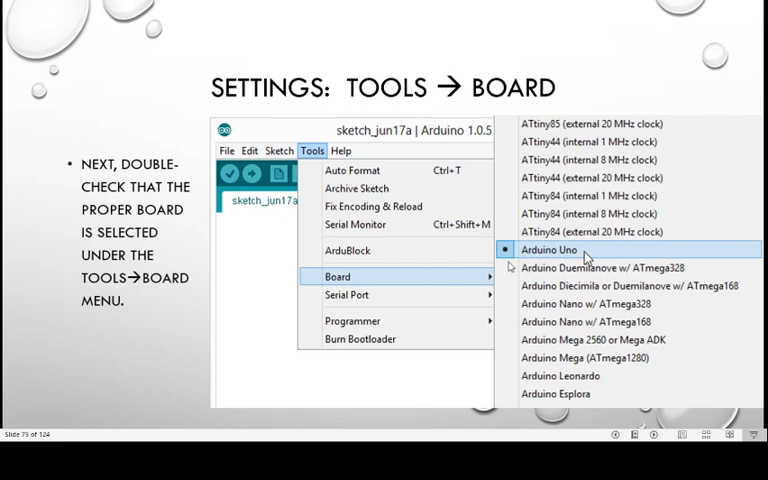 SETTINGS: TOOLS → BOARD
• NEXT, DOUBLE-
CHECK THAT THE
PROPER BOARD
IS SELECTED
UNDER THE
TOOLS→BOARD
MENU.
sketch_jun17a | Arduino 1.0.5
File Edit Sketch Tools Help
sketch_jun17a
Auto Format Ctrl+T
Archive Sketch
Fix Encoding & Reload
Serial Monitor Ctrl+Shift+M
ArduBlock
Board
Serial Port
Programmer
Burn Bootloader
ATtiny85 (external 20 MHz clock)
ATtiny44 (internal 1 MHz clock)
ATtiny44 (internal 8 MHz clock)
ATtiny44 (external 20 MHz clock)
ATtiny84 (internal 1 MHz clock)
ATtiny84 (internal 8 MHz clock)
ATtiny84 (external 20 MHz clock)
Arduino Uno
Arduino Duemilanove w/ ATmega328
Arduino Diecimila or Duemilanove w/ ATmega168
Arduino Nano w/ ATmega328
Arduino Nano w/ ATmega168
Arduino Mega 2560 or Mega ADK
Arduino Mega (ATmega1280)
Arduino Leonardo
Arduino Esplora
Slide 75 of 124